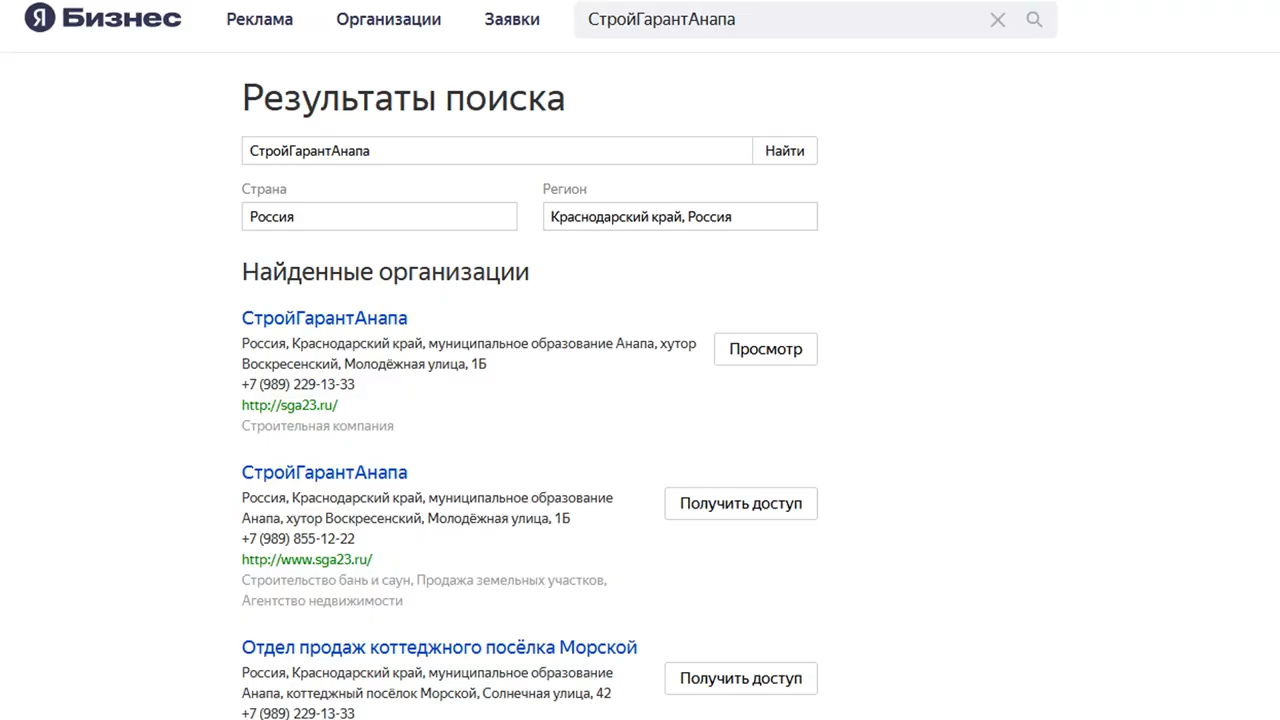 Я Бизнес Реклама Организации Заявки СтройГарантАнапа
Результаты поиска
СтройГарантАнапа Найти
Страна Регион
Россия Краснодарский край, Россия
Найденные организации
СтройГарантАнапа
Россия, Краснодарский край, муниципальное образование Анапа, хутор
Воскресенский, Молодёжная улица, 1Б
Просмотр
+7 (989) 229-13-33
http://sga23.ru/
Строительная компания
СтройГарантАнапа
Россия, Краснодарский край, муниципальное образование
Анапа, хутор Воскресенский, Молодёжная улица, 1Б
Получить доступ
+7 (989) 855-12-22
http://www.sga23.ru/
Строительство бань и саун, Продажа земельных участков,
Агентство недвижимости
Отдел продаж коттеджного посёлка Морской
Россия, Краснодарский край, муниципальное образование
Анапа, коттеджный посёлок Морской, Солнечная улица, 42
Получить доступ
+7 (989) 229-13-33